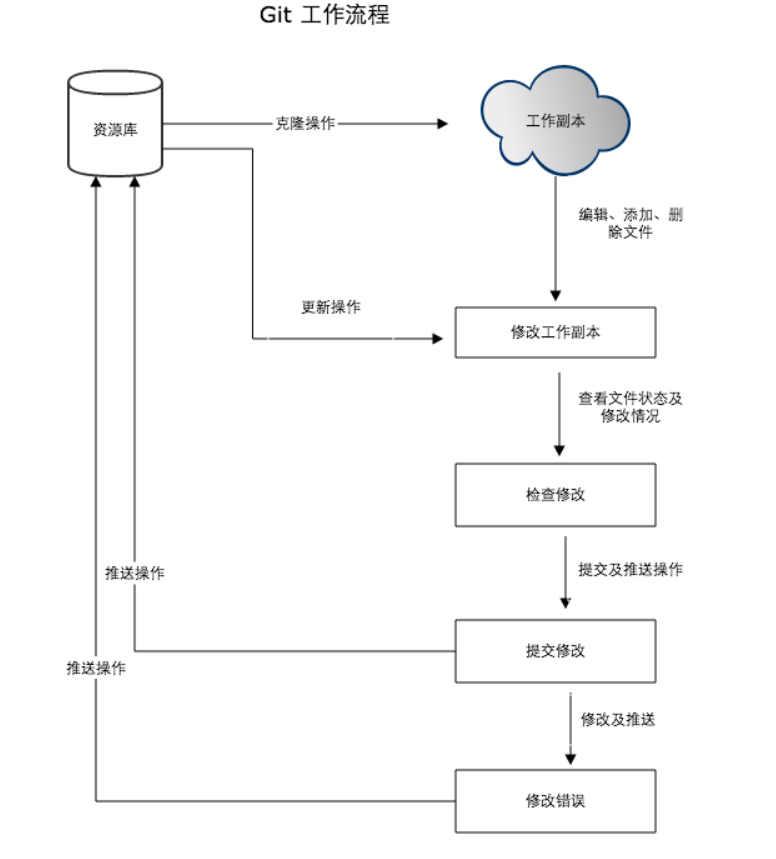 Git 工作流程
资源库
克隆操作
工作副本
编辑、添加、删
除文件
更新操作
修改工作副本
查看文件状态及
修改情况
检查修改
推送操作
提交及推送操作
提交修改
推送操作
修改及推送
修改错误